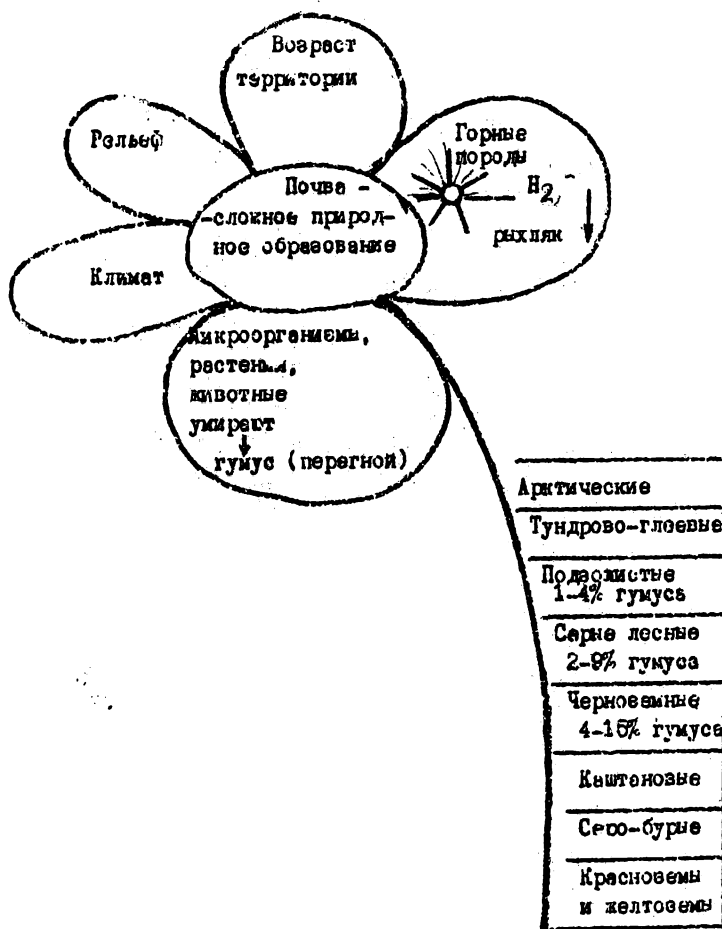 Возраст
территории
Рельеф
Горные
породы
H2
рыхляк
Почва -
-сложное природ-
ное образование
Климат
Микроорганизмы,
растения,
животные
умирают
гумус (перегной)
Арктические
Тундрово-глеевые
Подзолистые
1-4% гумуса
Серые лесные
2-9% гумуса
Черноземные
4-15% гумуса
Каштановые
Серо-бурые
Красноземы
и желтоземы